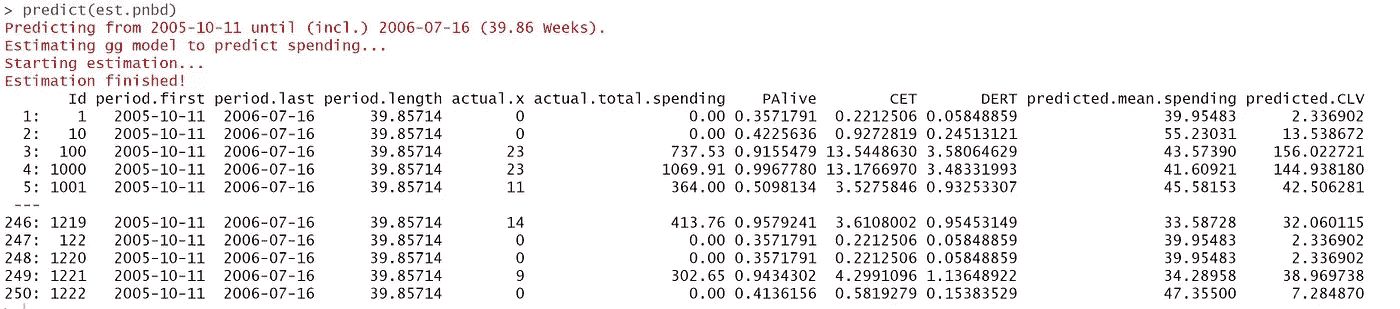 > predict(est.pnbd)
Predicting from 2005-10-11 until (incl.) 2006-07-16 (39.86 Weeks).
Estimating gg model to predict spending...
Starting estimation...
Estimation finished!
Id period.first period.last period.length actual.x actual.total.spending PAlive CET DERT predicted.mean.spending predicted.CLV
1: 1 2005-10-11 2006-07-16 39.85714 0 0.00 0.3571791 0.2212506 0.05848859 39.95483 2.336902
2: 10 2005-10-11 2006-07-16 39.85714 0 0.00 0.4225636 0.9272819 0.24513121 55.23031 13.538672
3: 100 2005-10-11 2006-07-16 39.85714 23 737.53 0.9155479 13.5448630 3.58064629 43.57390 156.022721
4: 1000 2005-10-11 2006-07-16 39.85714 23 1069.91 0.9967780 13.1766970 3.48331993 41.60921 144.938180
5: 1001 2005-10-11 2006-07-16 39.85714 11 364.00 0.5098134 3.5275846 0.93253307 45.58153 42.506281
---
246: 1219 2005-10-11 2006-07-16 39.85714 14 413.76 0.9579241 3.6108002 0.95453149 33.58728 32.060115
247: 122 2005-10-11 2006-07-16 39.85714 0 0.00 0.3571791 0.2212506 0.05848859 39.95483 2.336902
248: 1220 2005-10-11 2006-07-16 39.85714 0 0.00 0.3571791 0.2212506 0.05848859 39.95483 2.336902
249: 1221 2005-10-11 2006-07-16 39.85714 9 302.65 0.9434302 4.2991096 1.13648922 34.28958 38.969738
250: 1222 2005-10-11 2006-07-16 39.85714 0 0.00 0.4136156 0.5819279 0.15383529 47.35500 7.284870